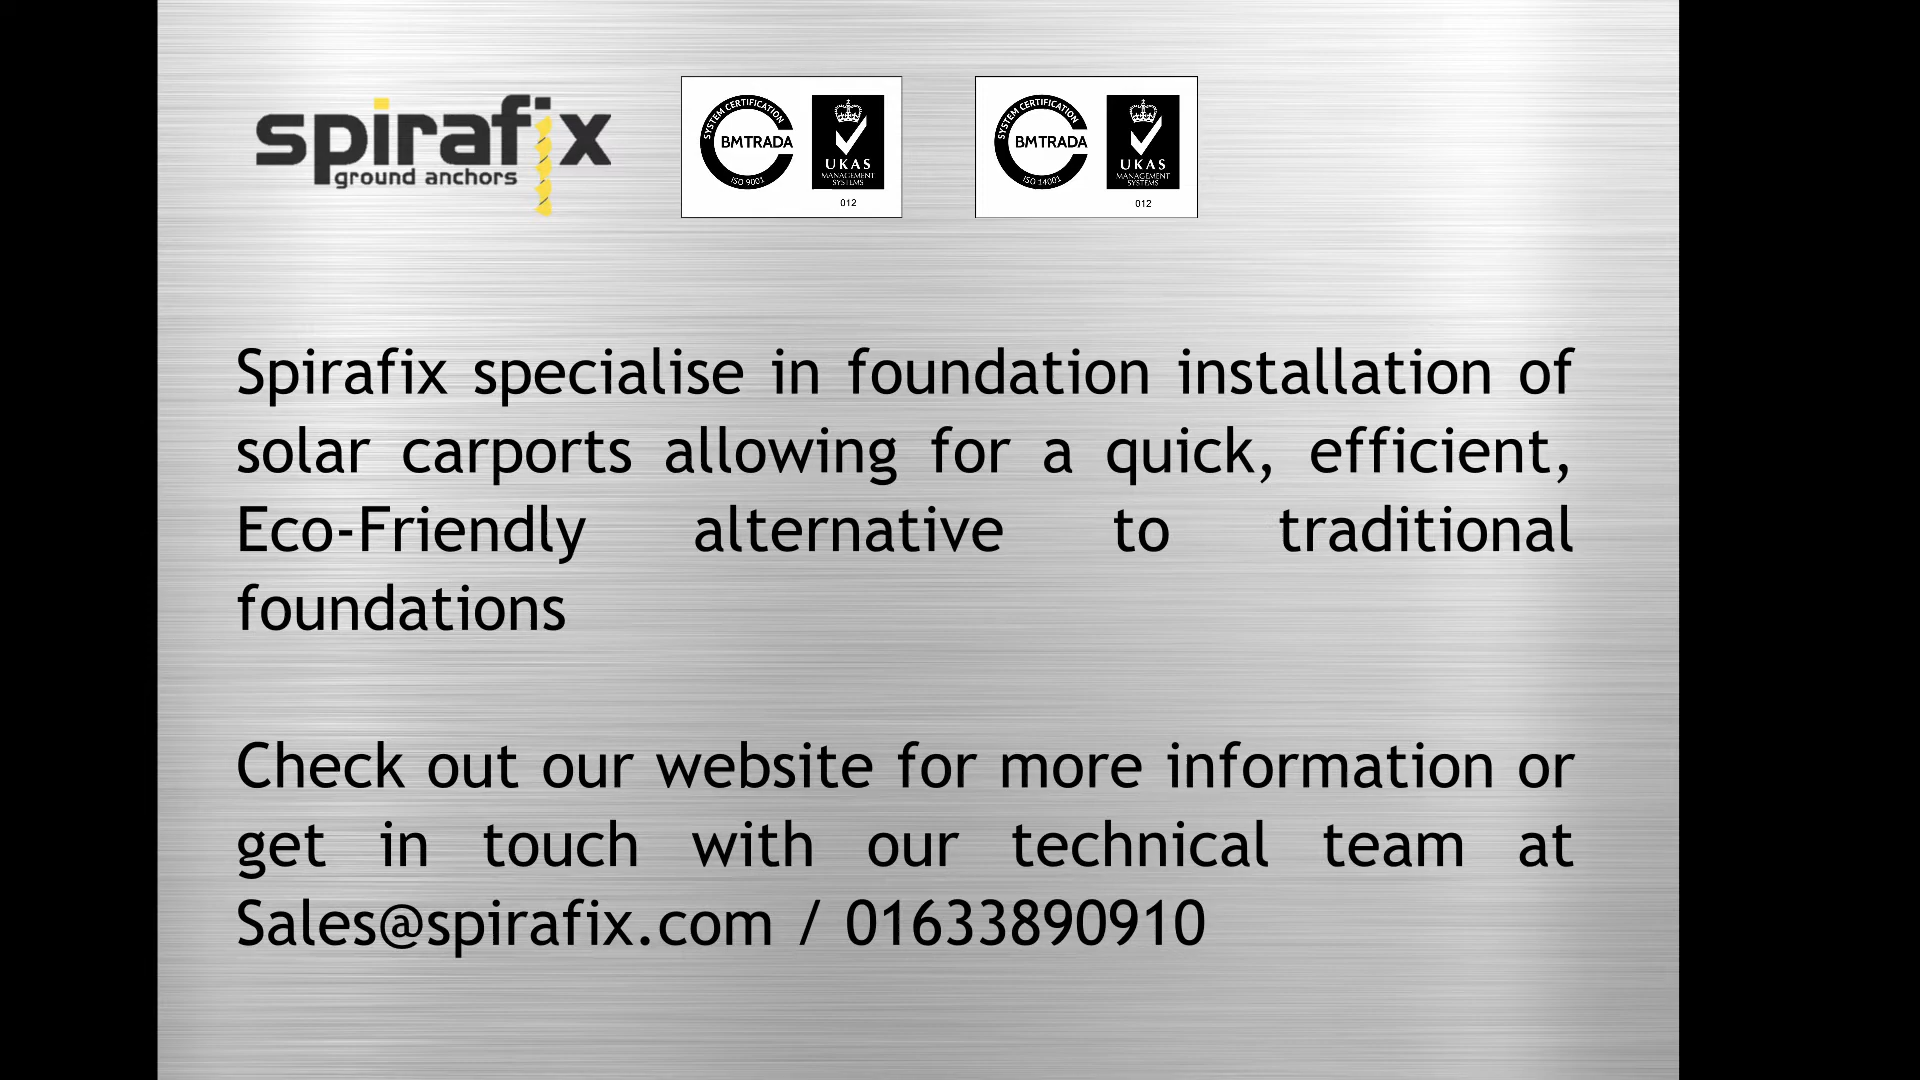 spirafix
ground anchors
SYSTEM CERTIFICATION
BMTRADA
ISO 9001
UKAS
MANAGEMENT
SYSTEMS
012
SYSTEM CERTIFICATION
BMTRADA
ISO 14001
UKAS
MANAGEMENT
SYSTEMS
012
Spirafix specialise in foundation installation of
solar carports allowing for a quick, efficient,
Eco-Friendly alternative to traditional
foundations
Check out our website for more information or
get in touch with our technical team at
Sales@spirafix.com / 01633890910